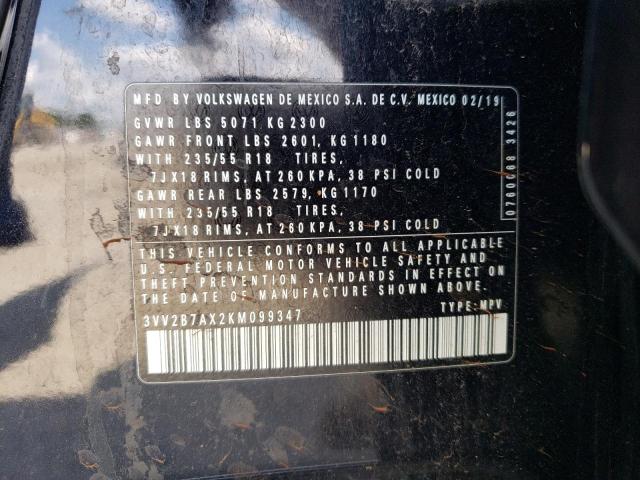 MFD BY VOLKSWAGEN DE MEXICO S.A. DE C.V. MEXICO 02/19
GVWR LBS 5071 KG 2300
GAWR FRONT LBS 2601, KG 1180
WITH 235/55 R18 TIRES,
7JX18 RIMS, AT 260 KPA, 38 PSI COLD
GAWR REAR LBS 2579, KG 1170
WITH 235/55 R18 TIRES,
7JX18 RIMS, AT 260 KPA, 38 PSI COLD
THIS VEHICLE CONFORMS TO ALL APPLICABLE
U.S. FEDERAL MOTOR VEHICLE SAFETY AND
THEFT PREVENTION STANDARDS IN EFFECT ON
THE DATE OF MANUFACTURE SHOWN ABOVE
3VV2B7AX2KM099347 TYPE: MPV
3426